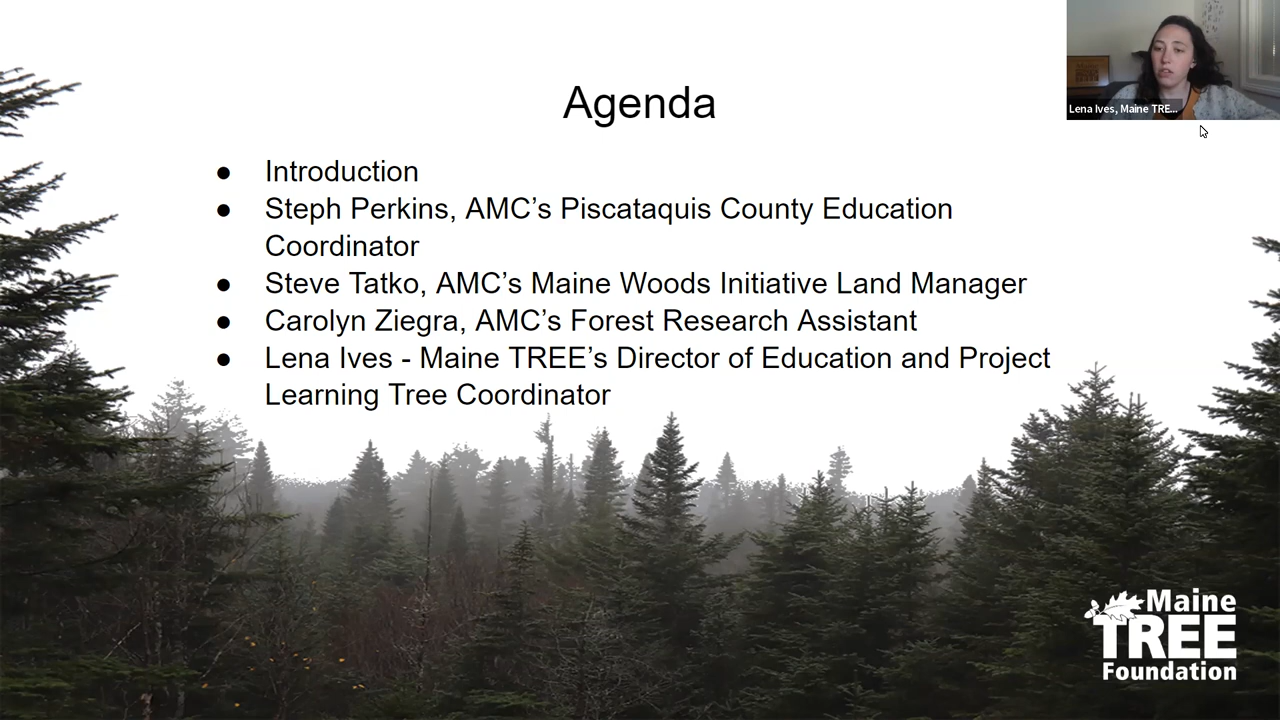 Agenda
● Introduction
● Steph Perkins, AMC’s Piscataquis County Education
Coordinator
● Steve Tatko, AMC’s Maine Woods Initiative Land Manager
● Carolyn Ziegra, AMC’s Forest Research Assistant
● Lena Ives - Maine TREE’s Director of Education and Project
Learning Tree Coordinator
Lena Ives, Maine TRE...
Maine
TREE
Foundation